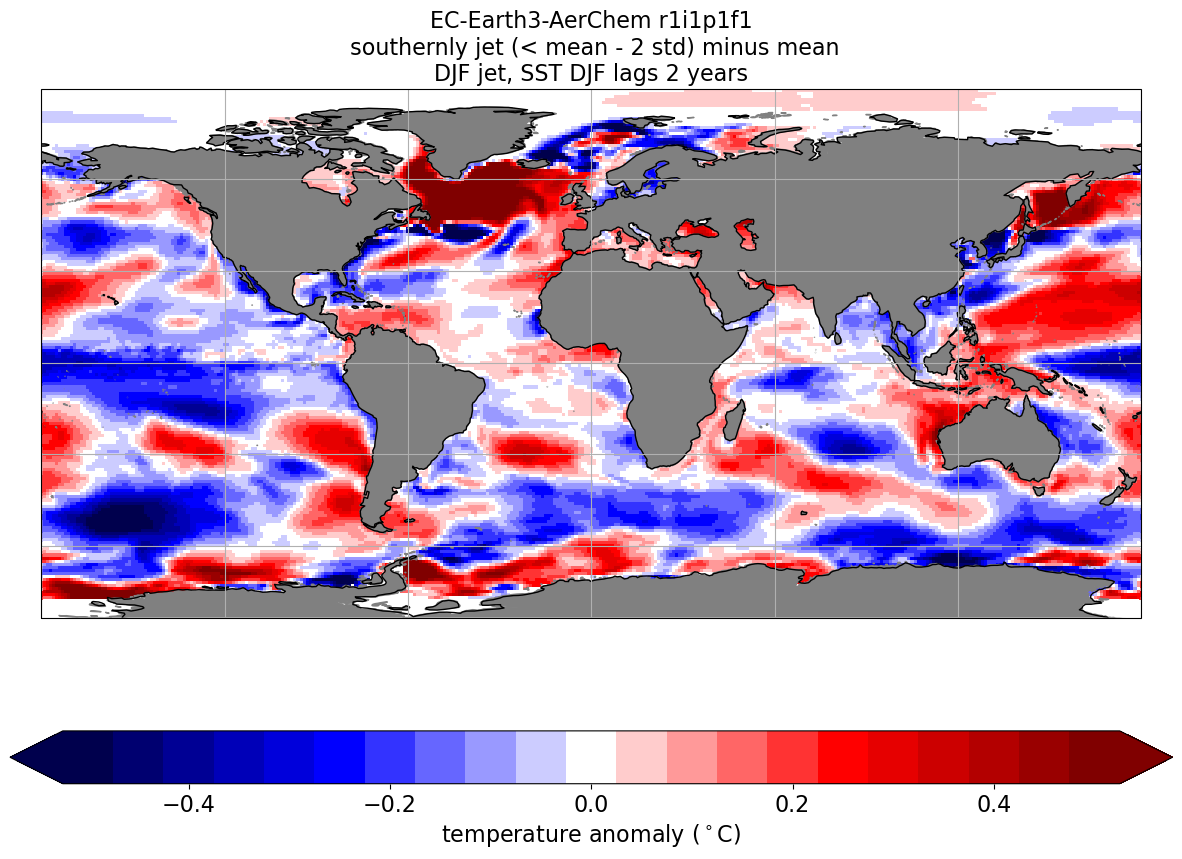 EC-Earth3-AerChem r1i1p1f1
southernly jet (< mean - 2 std) minus mean
DJF jet, SST DJF lags 2 years
−0.4 −0.2 0.0 0.2 0.4
temperature anomaly (°C)